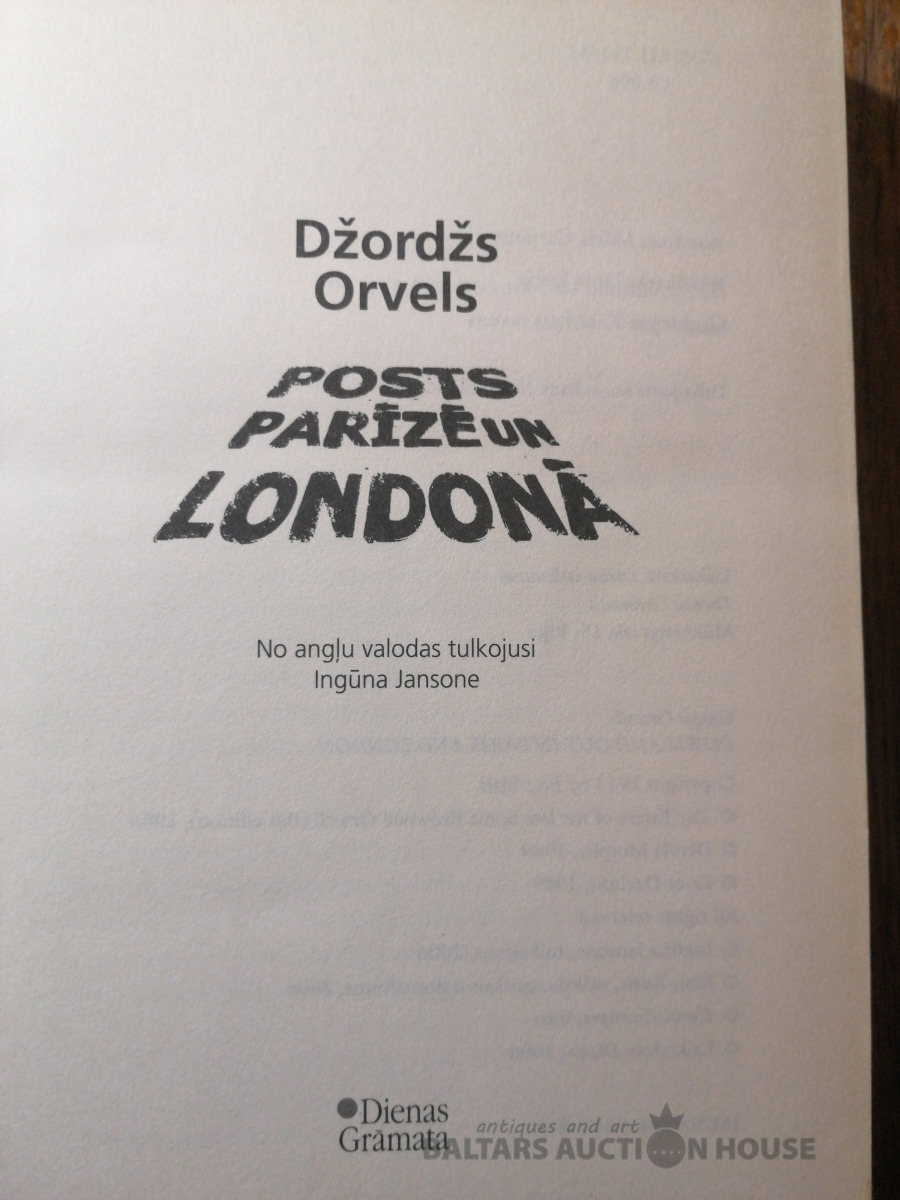 Džordžs
Orvels
POSTS
PARĪZĒ UN
LONDONĀ
No angļu valodas tulkojusi
Ingūna Jansone
Dienas
Grāmata
antiques and art
BALTARS AUCTION HOUSE